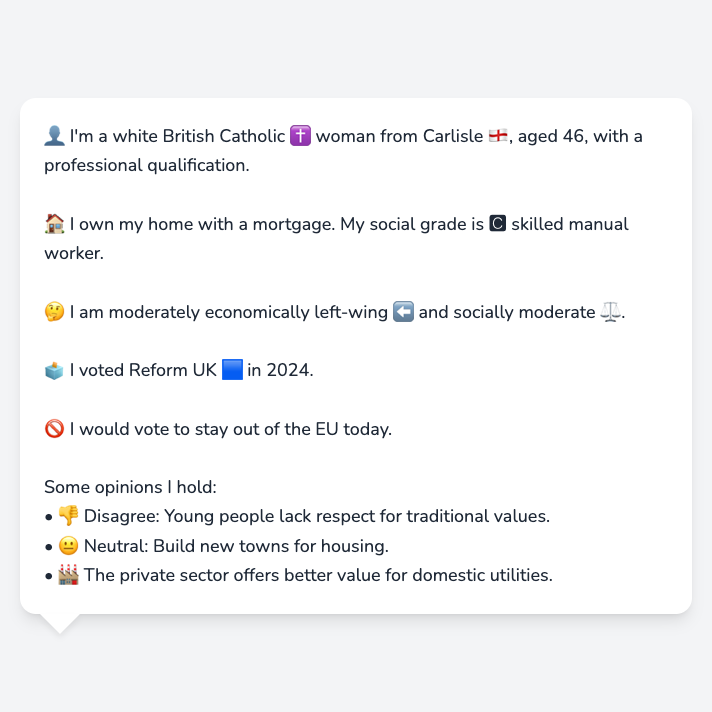 👤 I'm a white British Catholic ✝️ woman from Carlisle 🏴󠁧󠁢󠁥󠁮󠁧󠁿, aged 46, with a
professional qualification.
🏠 I own my home with a mortgage. My social grade is 🅲 skilled manual
worker.
🤔 I am moderately economically left-wing ⬅️ and socially moderate ⚖️.
🗳️ I voted Reform UK 🟦 in 2024.
🚫 I would vote to stay out of the EU today.
Some opinions I hold:
• 👎 Disagree: Young people lack respect for traditional values.
• 😐 Neutral: Build new towns for housing.
• 🏭 The private sector offers better value for domestic utilities.